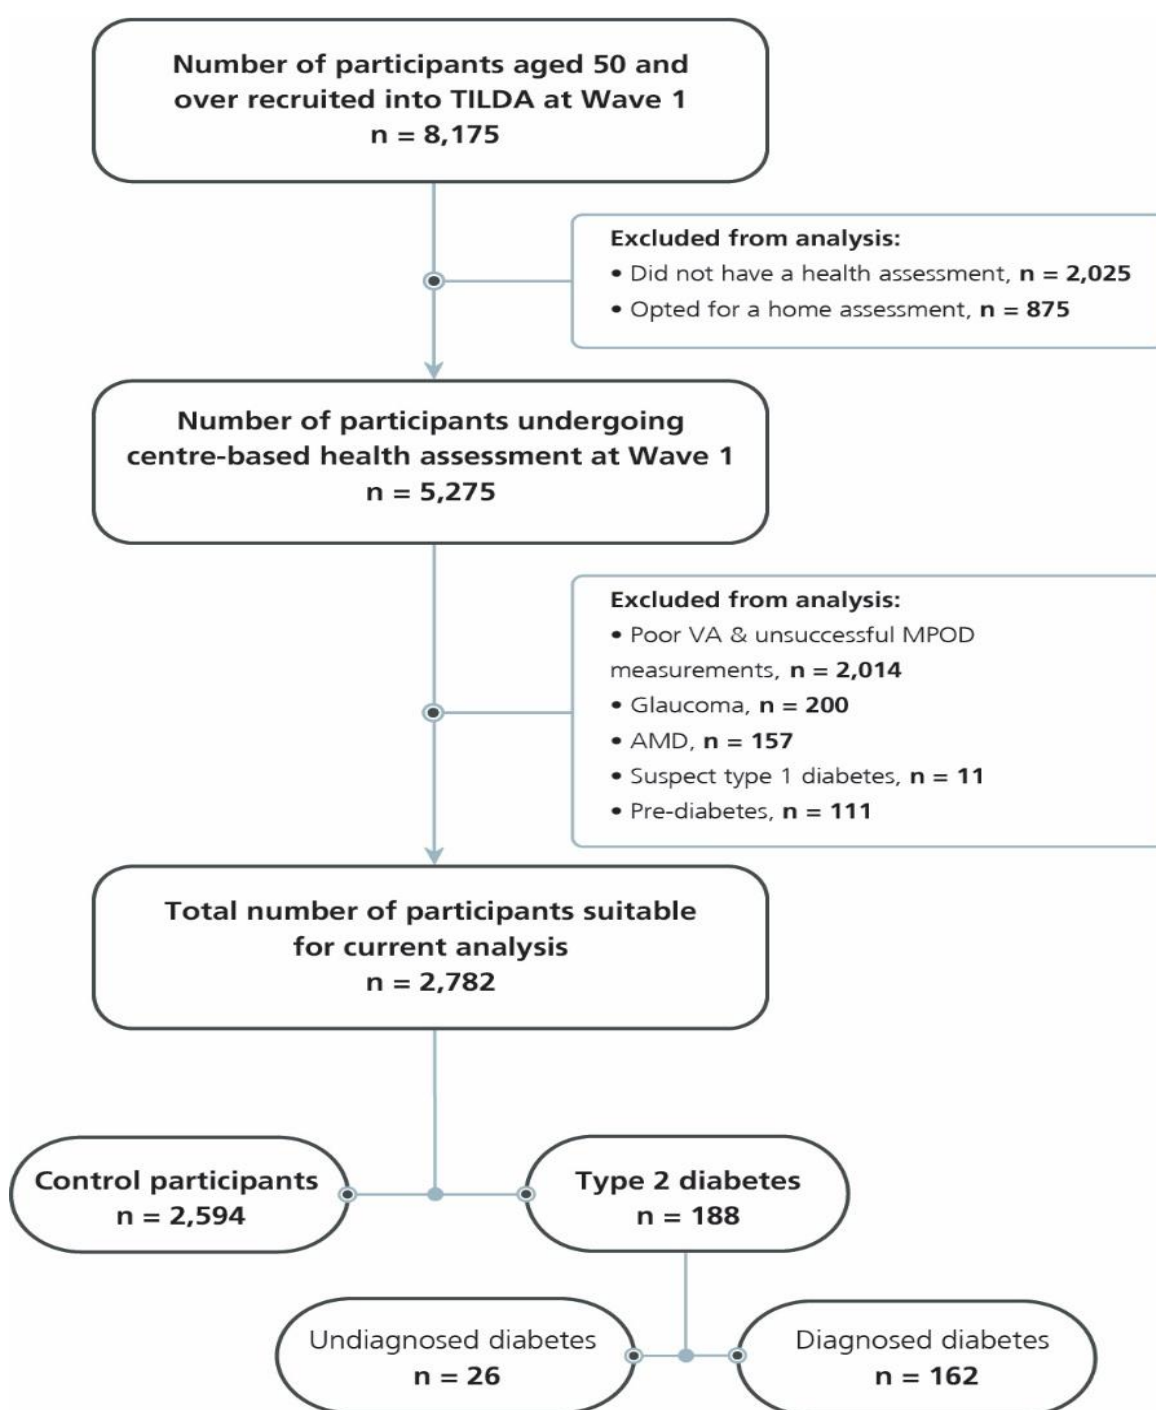 Number of participants aged 50 and
over recruited into TILDA at Wave 1
n = 8,175
Excluded from analysis:
• Did not have a health assessment, n = 2,025
• Opted for a home assessment, n = 875
Number of participants undergoing
centre-based health assessment at Wave 1
n = 5,275
Excluded from analysis:
• Poor VA & unsuccessful MPOD
measurements, n = 2,014
• Glaucoma, n = 200
• AMD, n = 157
• Suspect type 1 diabetes, n = 11
• Pre-diabetes, n = 111
Total number of participants suitable
for current analysis
n = 2,782
Control participants
n = 2,594
Type 2 diabetes
n = 188
Undiagnosed diabetes
n = 26
Diagnosed diabetes
n = 162